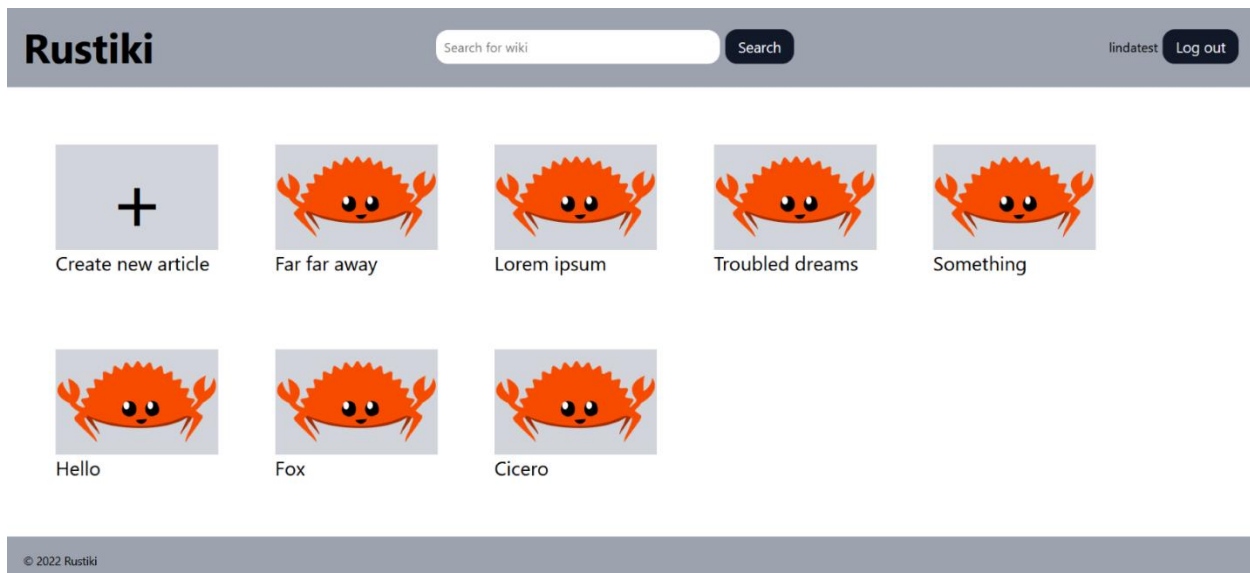 Rustiki
Search for wiki
Search
lindatest
Log out
+
Create new article
Far far away
Lorem ipsum
Troubled dreams
Something
Hello
Fox
Cicero
© 2022 Rustiki